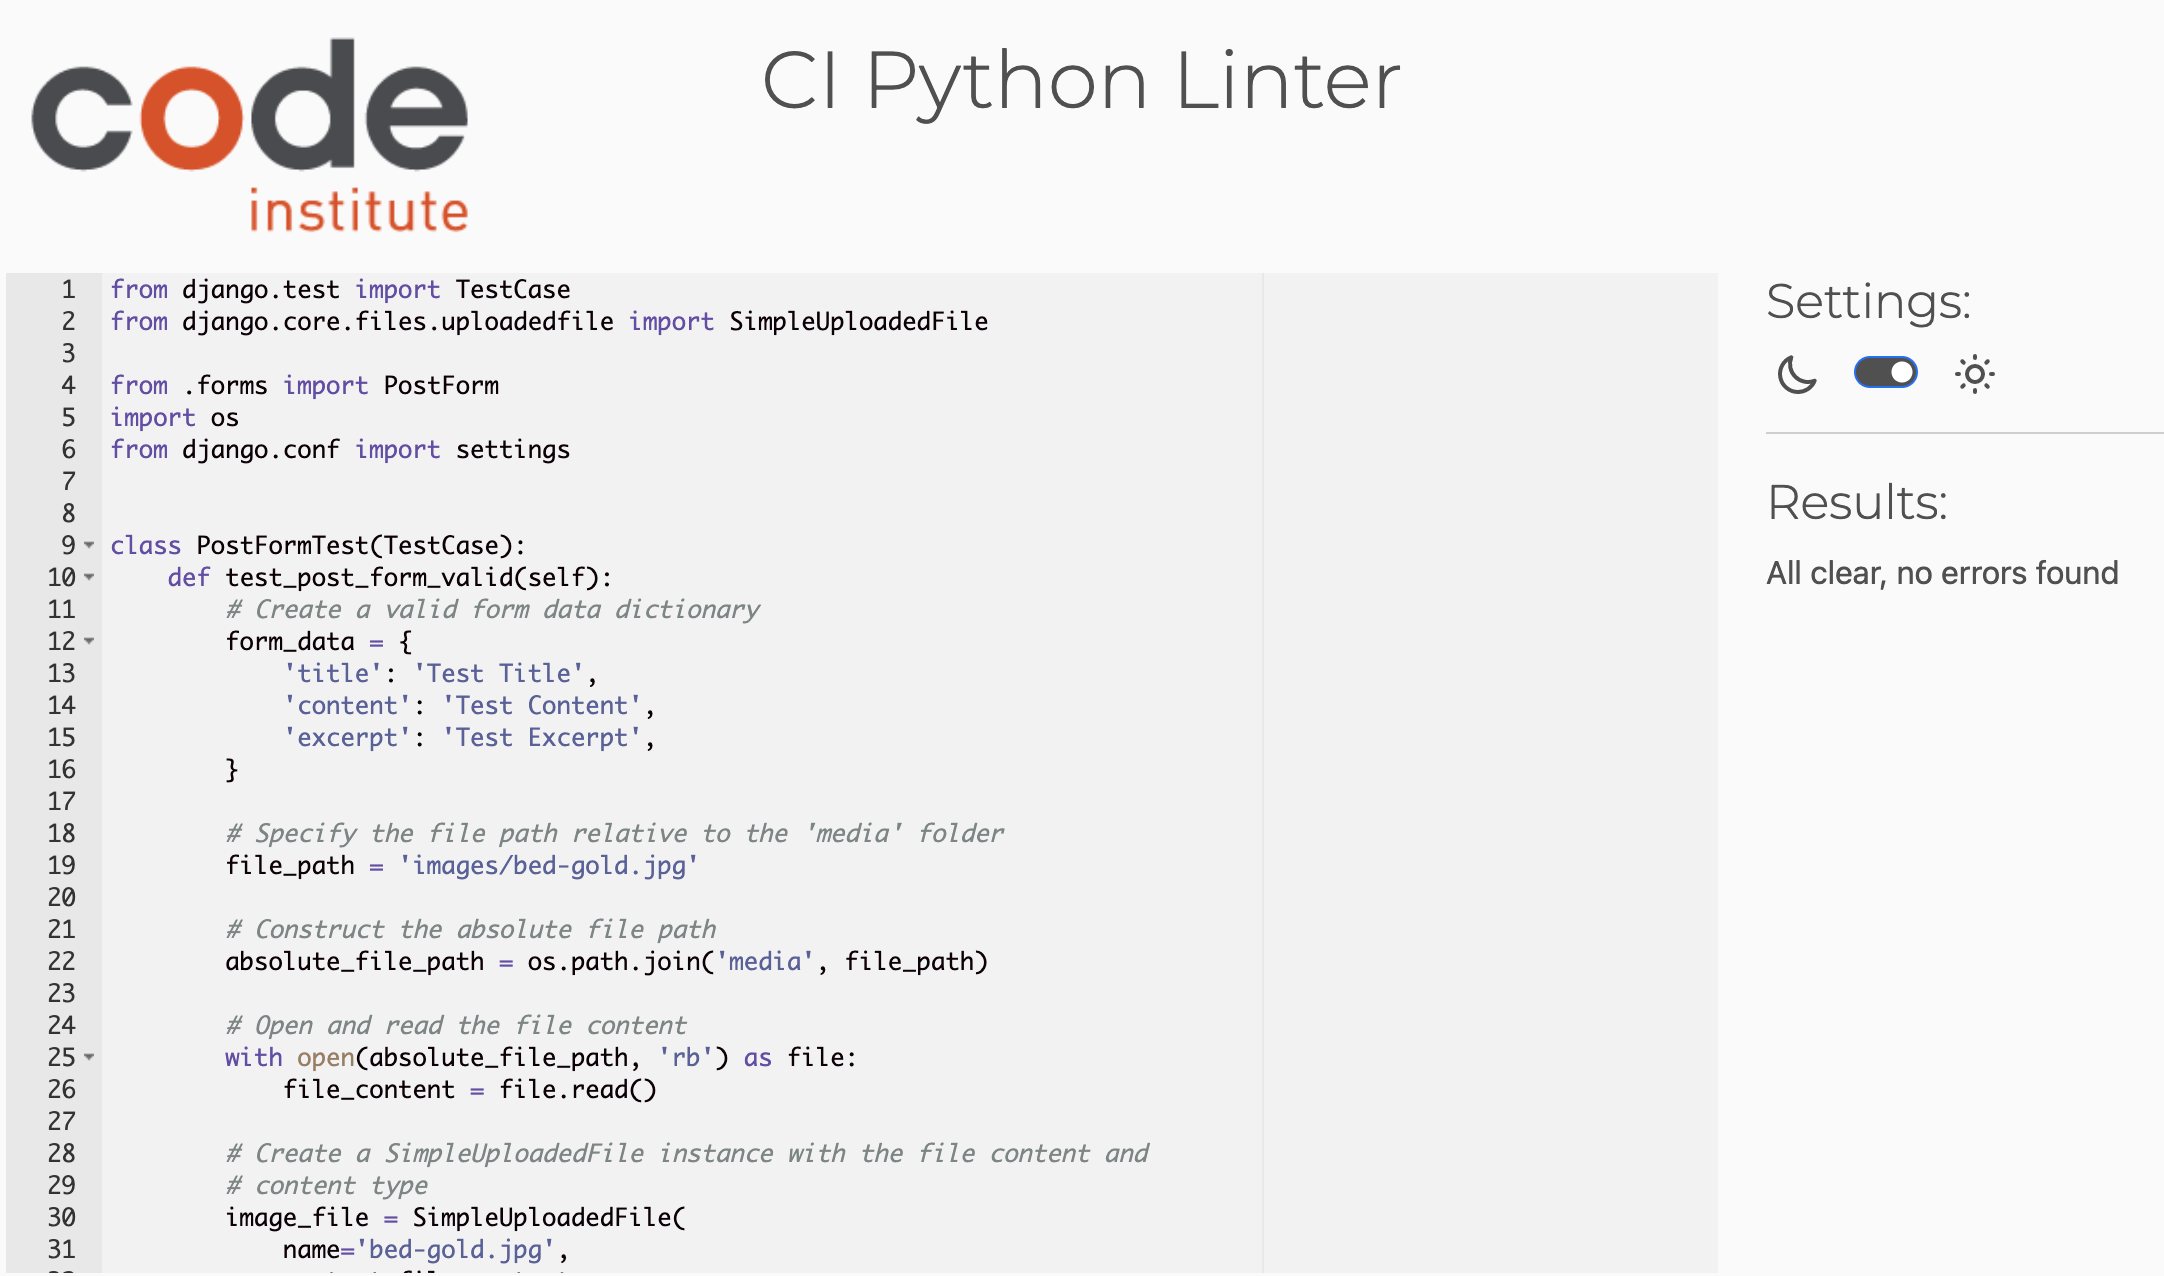 code
institute
CI Python Linter
1 from django.test import TestCase
2 from django.core.files.uploadedfile import SimpleUploadedFile
3
4 from .forms import PostForm
5 import os
6 from django.conf import settings
7
8
9 class PostFormTest(TestCase):
10     def test_post_form_valid(self):
11         # Create a valid form data dictionary
12         form_data = {
13             'title': 'Test Title',
14             'content': 'Test Content',
15             'excerpt': 'Test Excerpt',
16         }
17
18         # Specify the file path relative to the 'media' folder
19         file_path = 'images/bed-gold.jpg'
20
21         # Construct the absolute file path
22         absolute_file_path = os.path.join('media', file_path)
23
24         # Open and read the file content
25         with open(absolute_file_path, 'rb') as file:
26             file_content = file.read()
27
28         # Create a SimpleUploadedFile instance with the file content and
29         # content type
30         image_file = SimpleUploadedFile(
31             name='bed-gold.jpg',
Settings:
Results:
All clear, no errors found